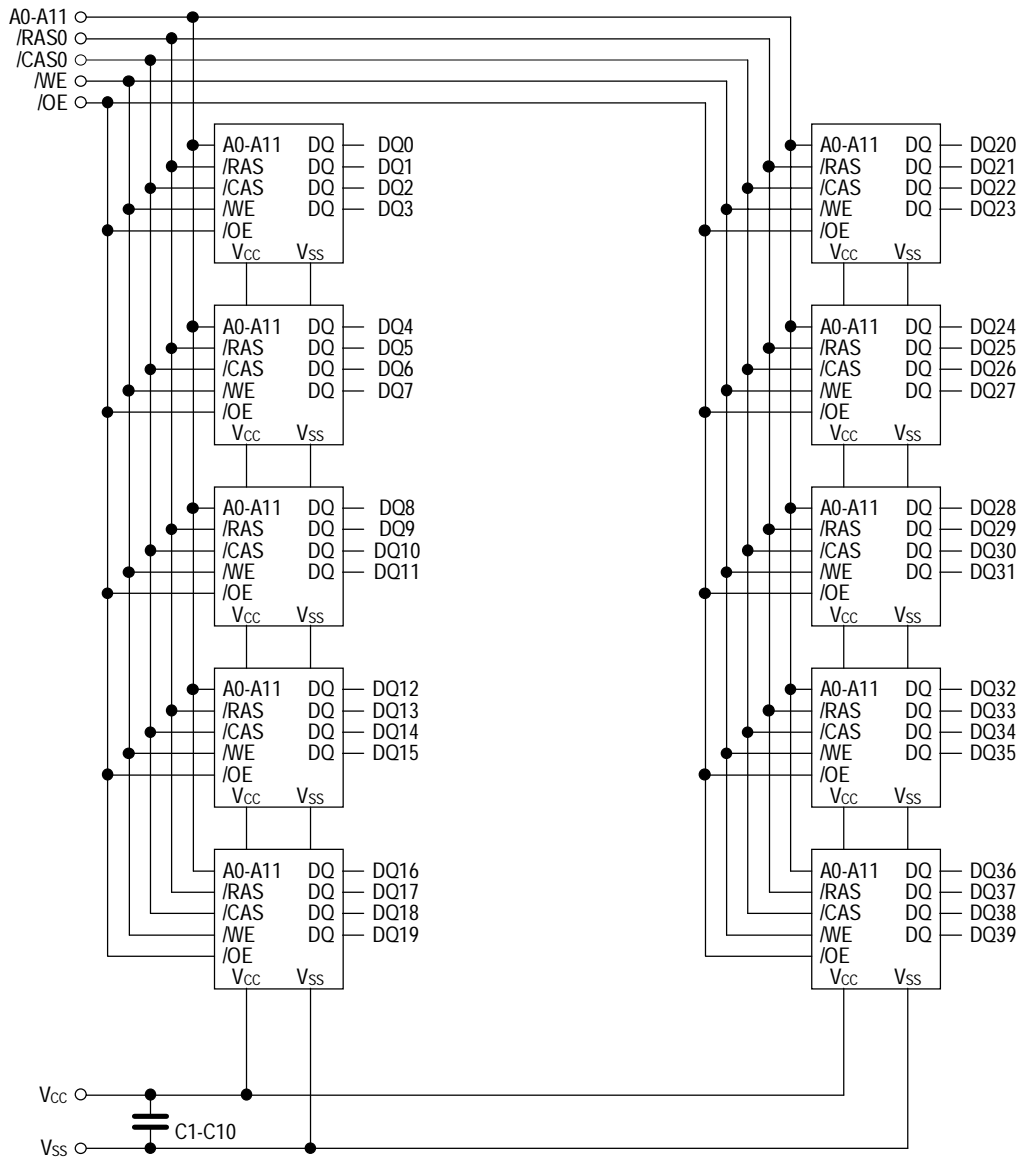 A0-A11
/RAS0
/CAS0
/WE
/OE
A0-A11 DQ DQ0
/RAS DQ DQ1
/CAS DQ DQ2
/WE DQ DQ3
/OE
VCC VSS
A0-A11 DQ DQ4
/RAS DQ DQ5
/CAS DQ DQ6
/WE DQ DQ7
/OE
VCC VSS
A0-A11 DQ DQ8
/RAS DQ DQ9
/CAS DQ DQ10
/WE DQ DQ11
/OE
VCC VSS
A0-A11 DQ DQ12
/RAS DQ DQ13
/CAS DQ DQ14
/WE DQ DQ15
/OE
VCC VSS
A0-A11 DQ DQ16
/RAS DQ DQ17
/CAS DQ DQ18
/WE DQ DQ19
/OE
VCC VSS
A0-A11 DQ DQ20
/RAS DQ DQ21
/CAS DQ DQ22
/WE DQ DQ23
/OE
VCC VSS
A0-A11 DQ DQ24
/RAS DQ DQ25
/CAS DQ DQ26
/WE DQ DQ27
/OE
VCC VSS
A0-A11 DQ DQ28
/RAS DQ DQ29
/CAS DQ DQ30
/WE DQ DQ31
/OE
VCC VSS
A0-A11 DQ DQ32
/RAS DQ DQ33
/CAS DQ DQ34
/WE DQ DQ35
/OE
VCC VSS
A0-A11 DQ DQ36
/RAS DQ DQ37
/CAS DQ DQ38
/WE DQ DQ39
/OE
VCC VSS
VCC
C1-C10
VSS